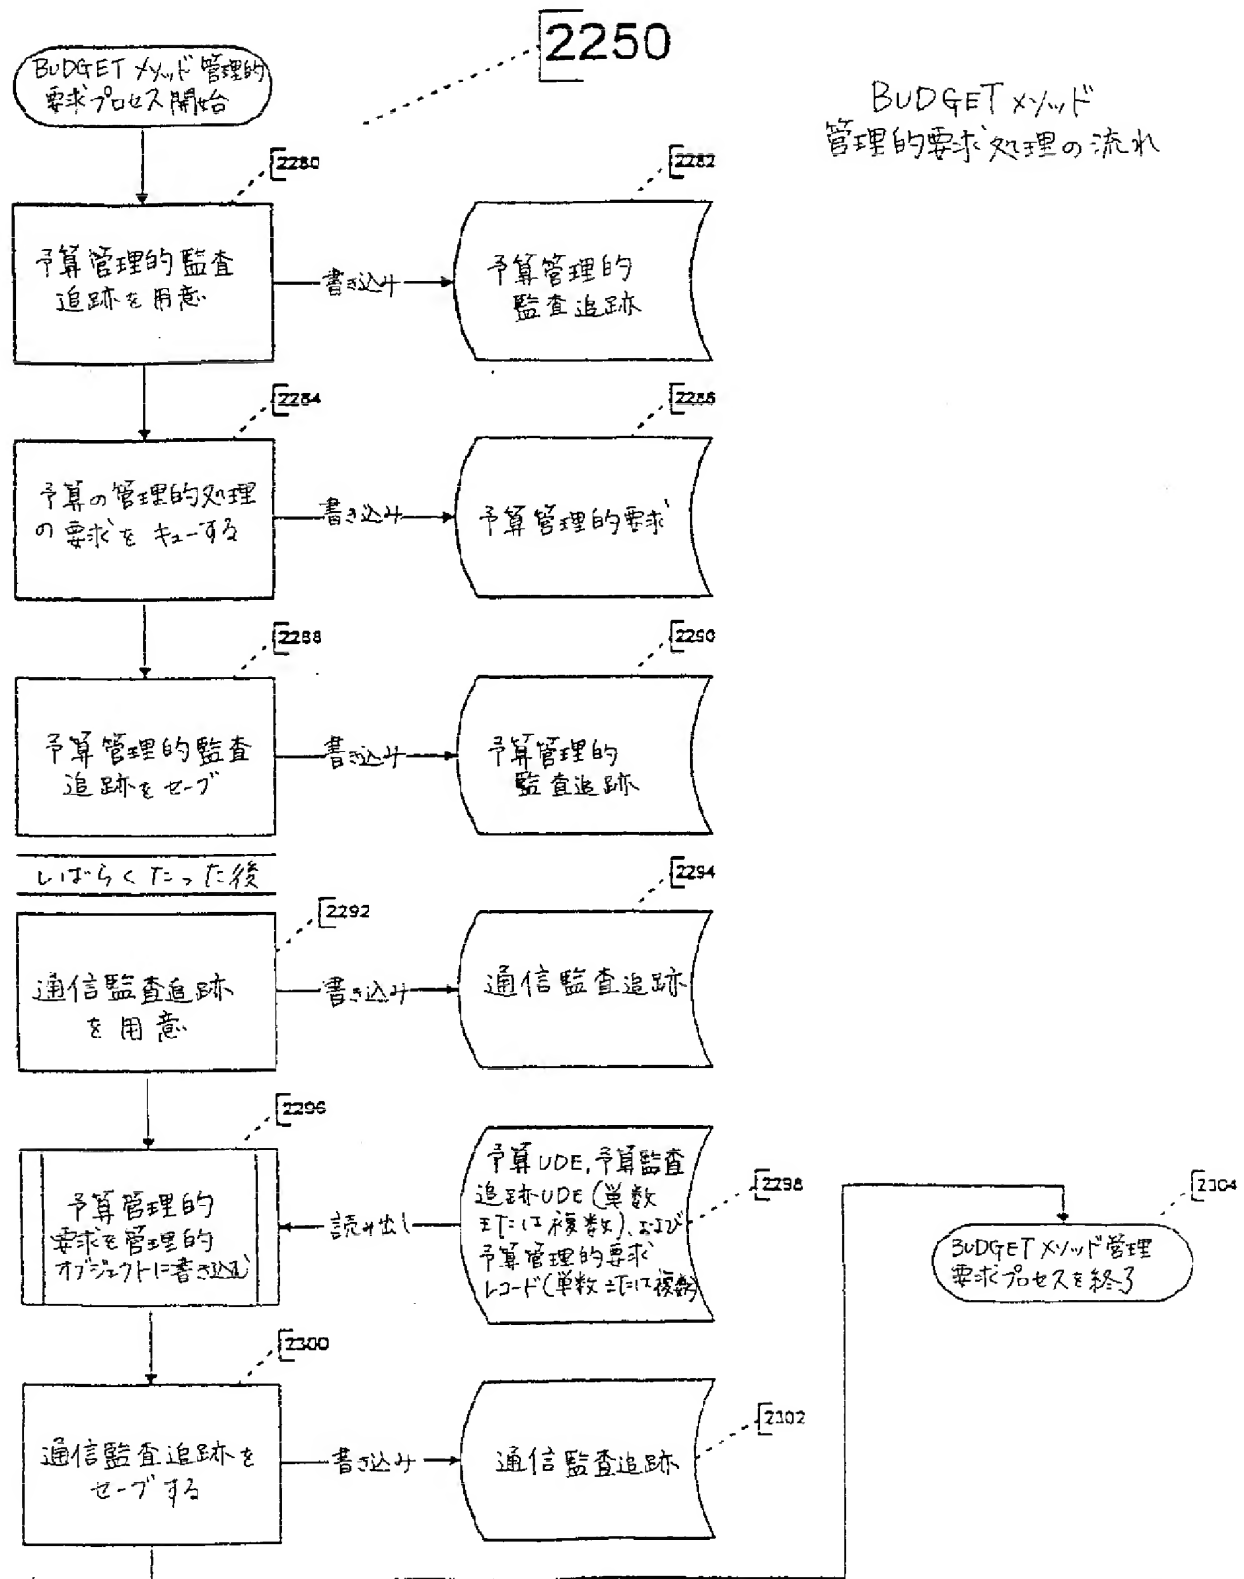 2250
BUDGETメソッド管理的
要求プロセス開始
BUDGETメソッド
管理的要求処理の流れ
2280
2282
予算管理的監査
追跡を用意
書き込み
予算管理的
監査追跡
2284
2286
予算の管理的処理
の要求をキューする
書き込み
予算管理的要求
2288
2290
予算管理的監査
追跡をセーブ
書き込み
予算管理的
監査追跡
しばらくたった後
2292
2294
通信監査追跡
を用意
書き込み
通信監査追跡
2296
2298
予算管理的
要求を管理的
オブジェクトに書き込む
読み出し
予算UDE,予算監査
追跡UDE(単数
または複数)、および
予算管理的要求
レコード(単数または複数)
2304
BUDGETメソッド管理
要求プロセスを終了
2300
2302
通信監査追跡を
セーブする
書き込み
通信監査追跡